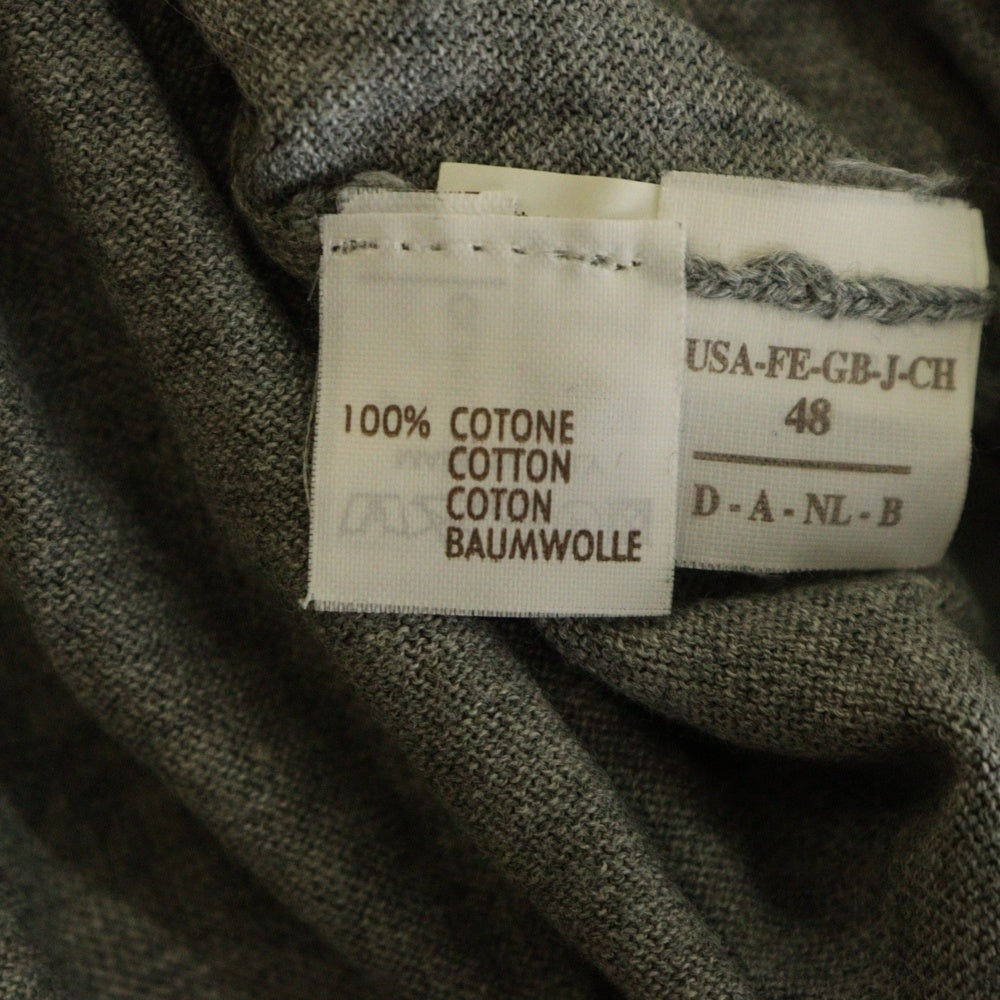 100% COTONE
COTTON
COTON
BAUMWOLLE
USA-FE-GB-J-CH
48
D - A - NL - B